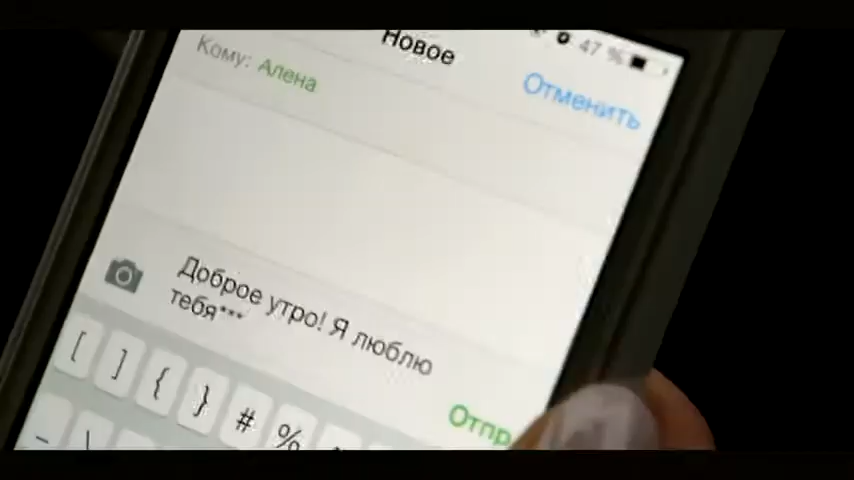 47 %
Новое
Отменить
Кому: Алена
Доброе утро! Я люблю
тебя***
Отпр
[ ] { } # %
_ \